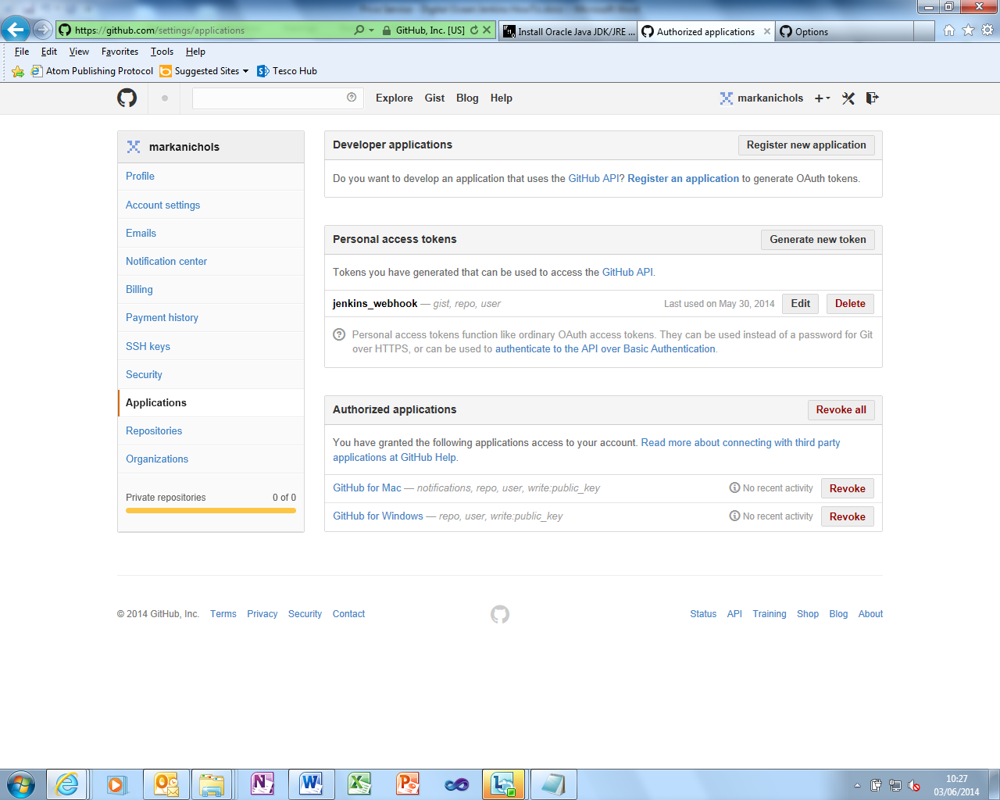 https://github.com/settings/applications
GitHub, Inc. [US]
Install Oracle Java JDK/JRE ...
Authorized applications
Options
File Edit View Favorites Tools Help
Atom Publishing Protocol Suggested Sites Tesco Hub
Explore Gist Blog Help
markanichols
markanichols
Profile
Account settings
Emails
Notification center
Billing
Payment history
SSH keys
Security
Applications
Repositories
Organizations
Private repositories 0 of 0
Developer applications
Register new application
Do you want to develop an application that uses the GitHub API? Register an application to generate OAuth tokens.
Personal access tokens
Generate new token
Tokens you have generated that can be used to access the GitHub API.
jenkins_webhook — gist, repo, user
Last used on May 30, 2014 Edit Delete
Personal access tokens function like ordinary OAuth access tokens. They can be used instead of a password for Git
over HTTPS, or can be used to authenticate to the API over Basic Authentication.
Authorized applications
Revoke all
You have granted the following applications access to your account. Read more about connecting with third party
applications at GitHub Help.
GitHub for Mac — notifications, repo, user, write:public_key
No recent activity Revoke
GitHub for Windows — repo, user, write:public_key
No recent activity Revoke
© 2014 GitHub, Inc. Terms Privacy Security Contact
Status API Training Shop Blog About
10:27
03/06/2014